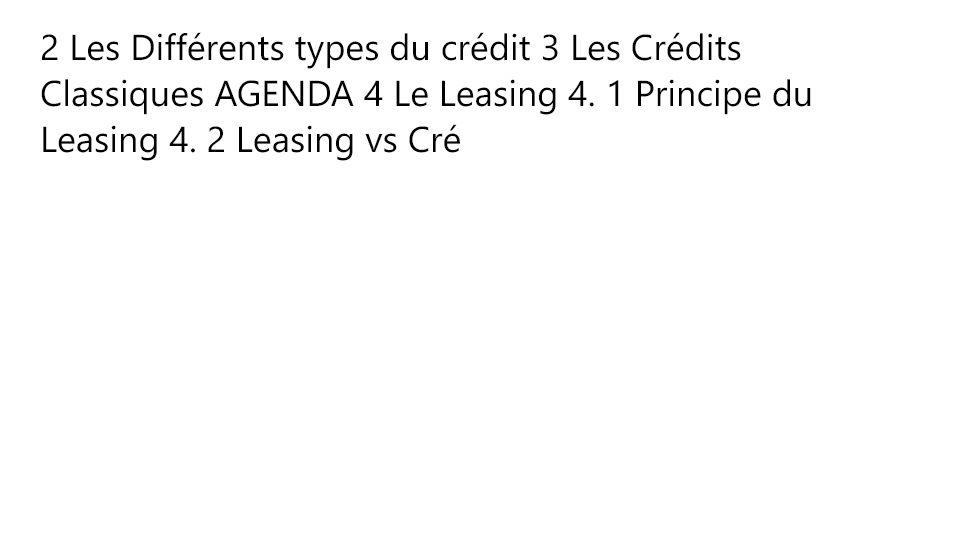 2 Les Différents types du crédit 3 Les Crédits
Classiques AGENDA 4 Le Leasing 4. 1 Principe du
Leasing 4. 2 Leasing vs Cré